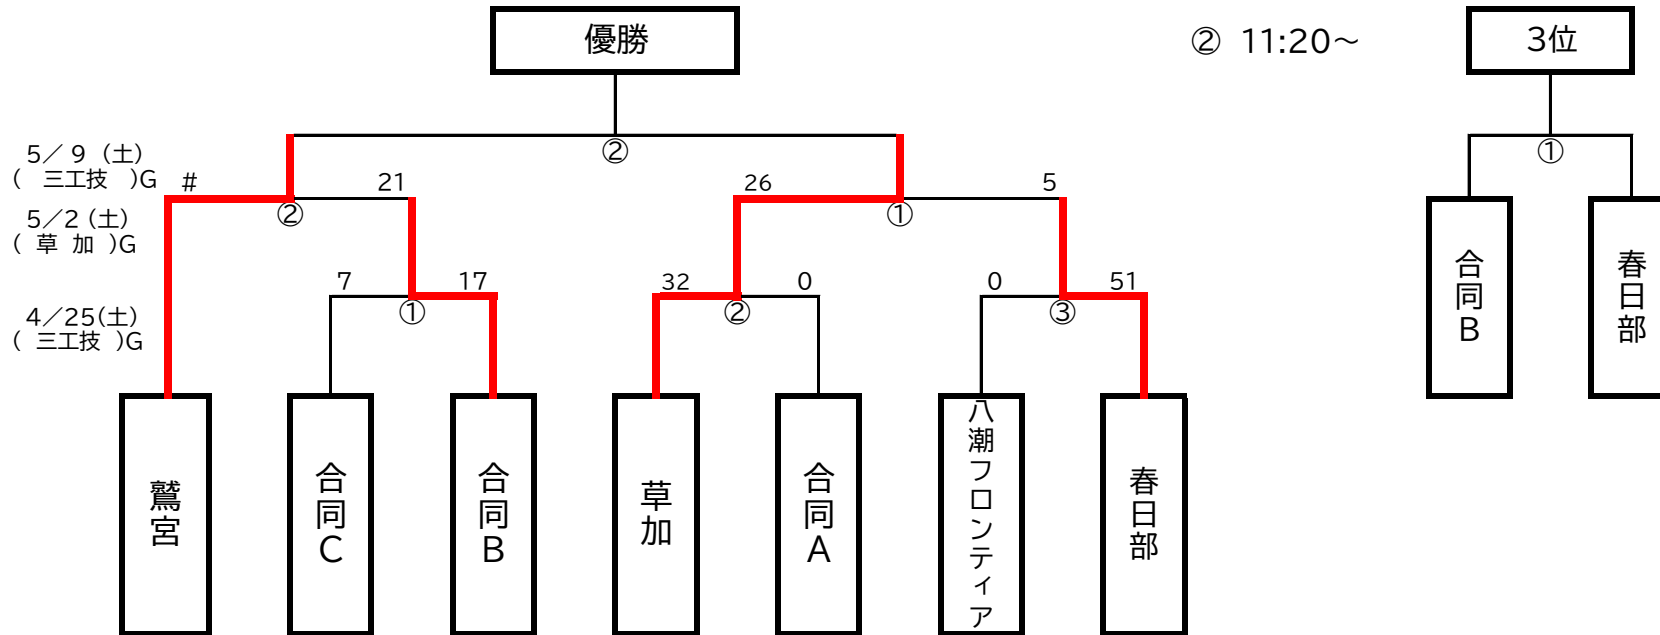 優勝
② 11:20～
3位
5／9 (土)
( 三工技 )G
②
①
# 21 26 5
② ①
5／2 (土)
( 草 加 )G
7 17 32 0 0 51
① ② ③
4／25(土)
( 三工技 )G
鷲宮
合同C
合同B
草加
合同A
八潮フロンティア
春日部
合同B
春日部